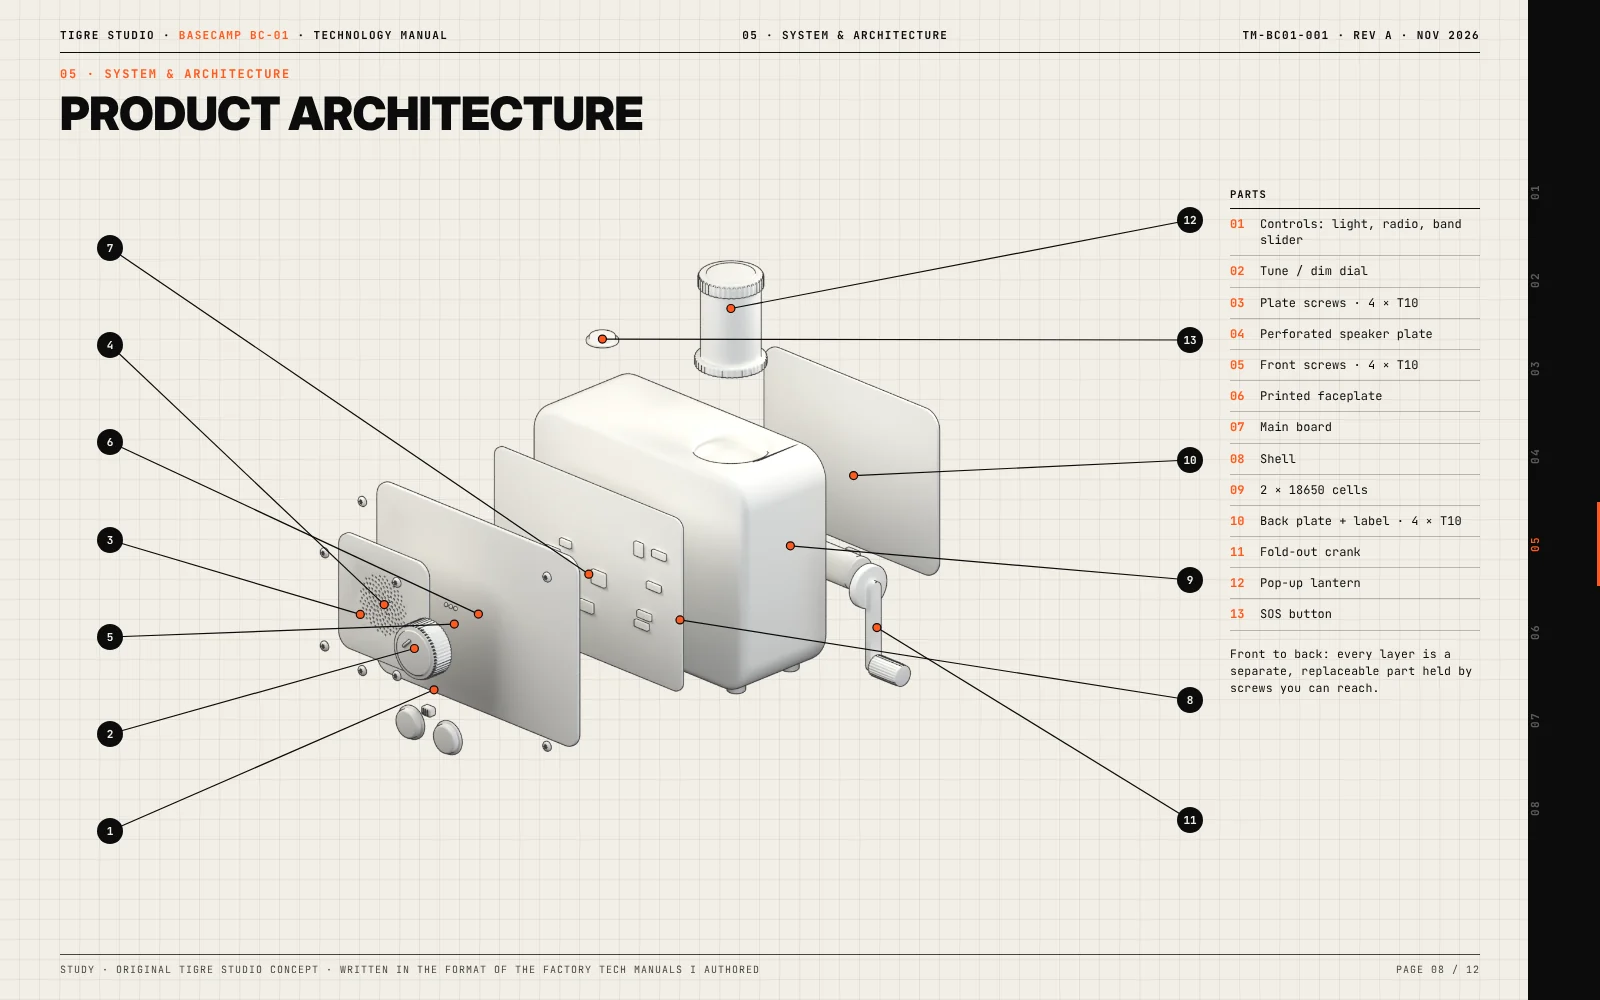 TIGRE STUDIO · BASECAMP BC-01 · TECHNOLOGY MANUAL
05 · SYSTEM & ARCHITECTURE
TM-BC01-001 · REV A · NOV 2026
05 · SYSTEM & ARCHITECTURE
PRODUCT ARCHITECTURE
7
4
6
3
5
2
1
12
13
10
9
8
11
PARTS
01 Controls: light, radio, band
slider
02 Tune / dim dial
03 Plate screws · 4 × T10
04 Perforated speaker plate
05 Front screws · 4 × T10
06 Printed faceplate
07 Main board
08 Shell
09 2 × 18650 cells
10 Back plate + label · 4 × T10
11 Fold-out crank
12 Pop-up lantern
13 SOS button
Front to back: every layer is a
separate, replaceable part held by
screws you can reach.
01
02
03
04
05
06
07
08
STUDY · ORIGINAL TIGRE STUDIO CONCEPT · WRITTEN IN THE FORMAT OF THE FACTORY TECH MANUALS I AUTHORED
PAGE 08 / 12